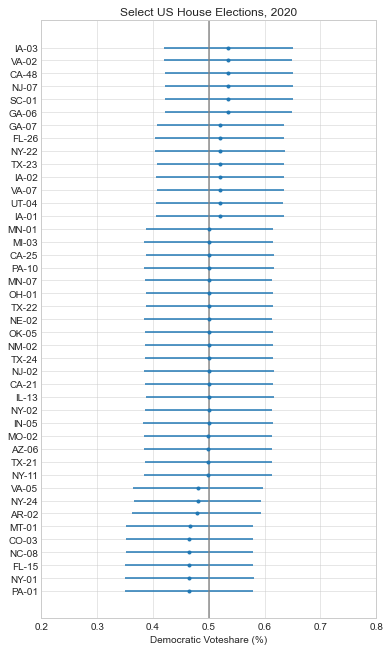 Select US House Elections, 2020
IA-03
VA-02
CA-48
NJ-07
SC-01
GA-06
GA-07
FL-26
NY-22
TX-23
IA-02
VA-07
UT-04
IA-01
MN-01
MI-03
CA-25
PA-10
MN-07
OH-01
TX-22
NE-02
OK-05
NM-02
TX-24
NJ-02
CA-21
IL-13
NY-02
IN-05
MO-02
AZ-06
TX-21
NY-11
VA-05
NY-24
AR-02
MT-01
CO-03
NC-08
FL-15
NY-01
PA-01
0.2 0.3 0.4 0.5 0.6 0.7 0.8
Democratic Voteshare (%)